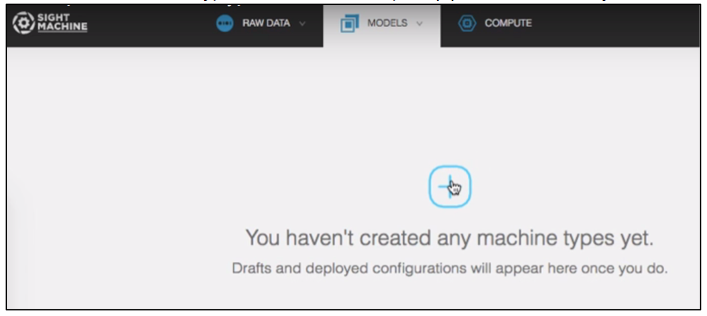 SIGHT
MACHINE
RAW DATA
MODELS
COMPUTE
You haven't created any machine types yet.
Drafts and deployed configurations will appear here once you do.